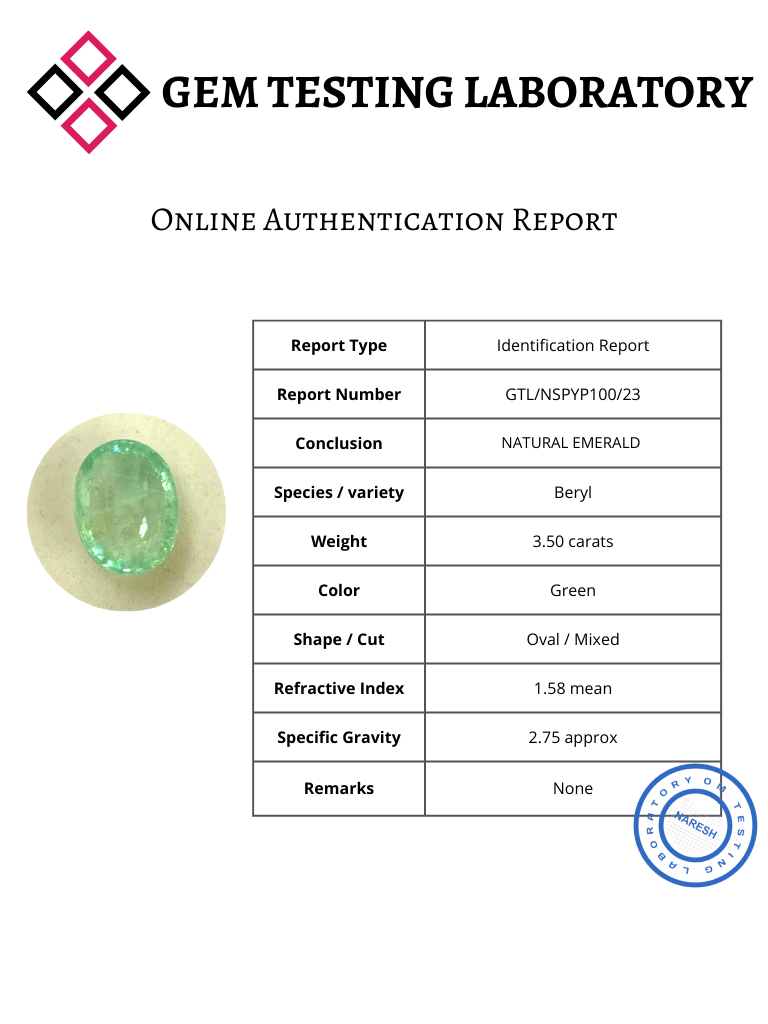 GEM TESTING LABORATORY
Online Authentication Report
Report Type Identification Report
Report Number GTL/NSPYP100/23
Conclusion NATURAL EMERALD
Species / variety Beryl
Weight 3.50 carats
Color Green
Shape / Cut Oval / Mixed
Refractive Index 1.58 mean
Specific Gravity 2.75 approx
Remarks None
OM TESTING LABORATORY
NARESH